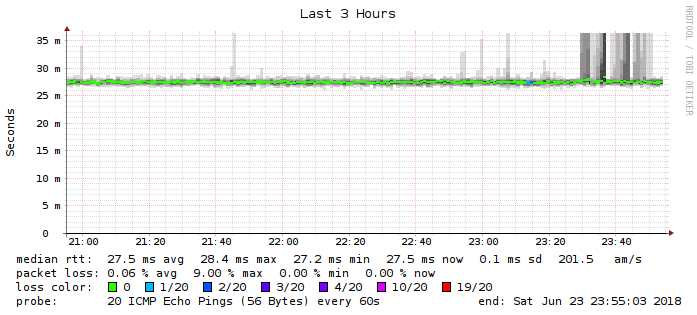 Last 3 Hours
RRDTOOL / TOBI OETIKER
Seconds
35 m
30 m
25 m
20 m
15 m
10 m
5 m
0
21:00 21:20 21:40 22:00 22:20 22:40 23:00 23:20 23:40
median rtt: 27.5 ms avg 28.4 ms max 27.2 ms min 27.5 ms now 0.1 ms sd 201.5 am/s
packet loss: 0.06 % avg 9.00 % max 0.00 % min 0.00 % now
loss color: 0 1/20 2/20 3/20 4/20 10/20 19/20
probe: 20 ICMP Echo Pings (56 Bytes) every 60s end: Sat Jun 23 23:55:03 2018